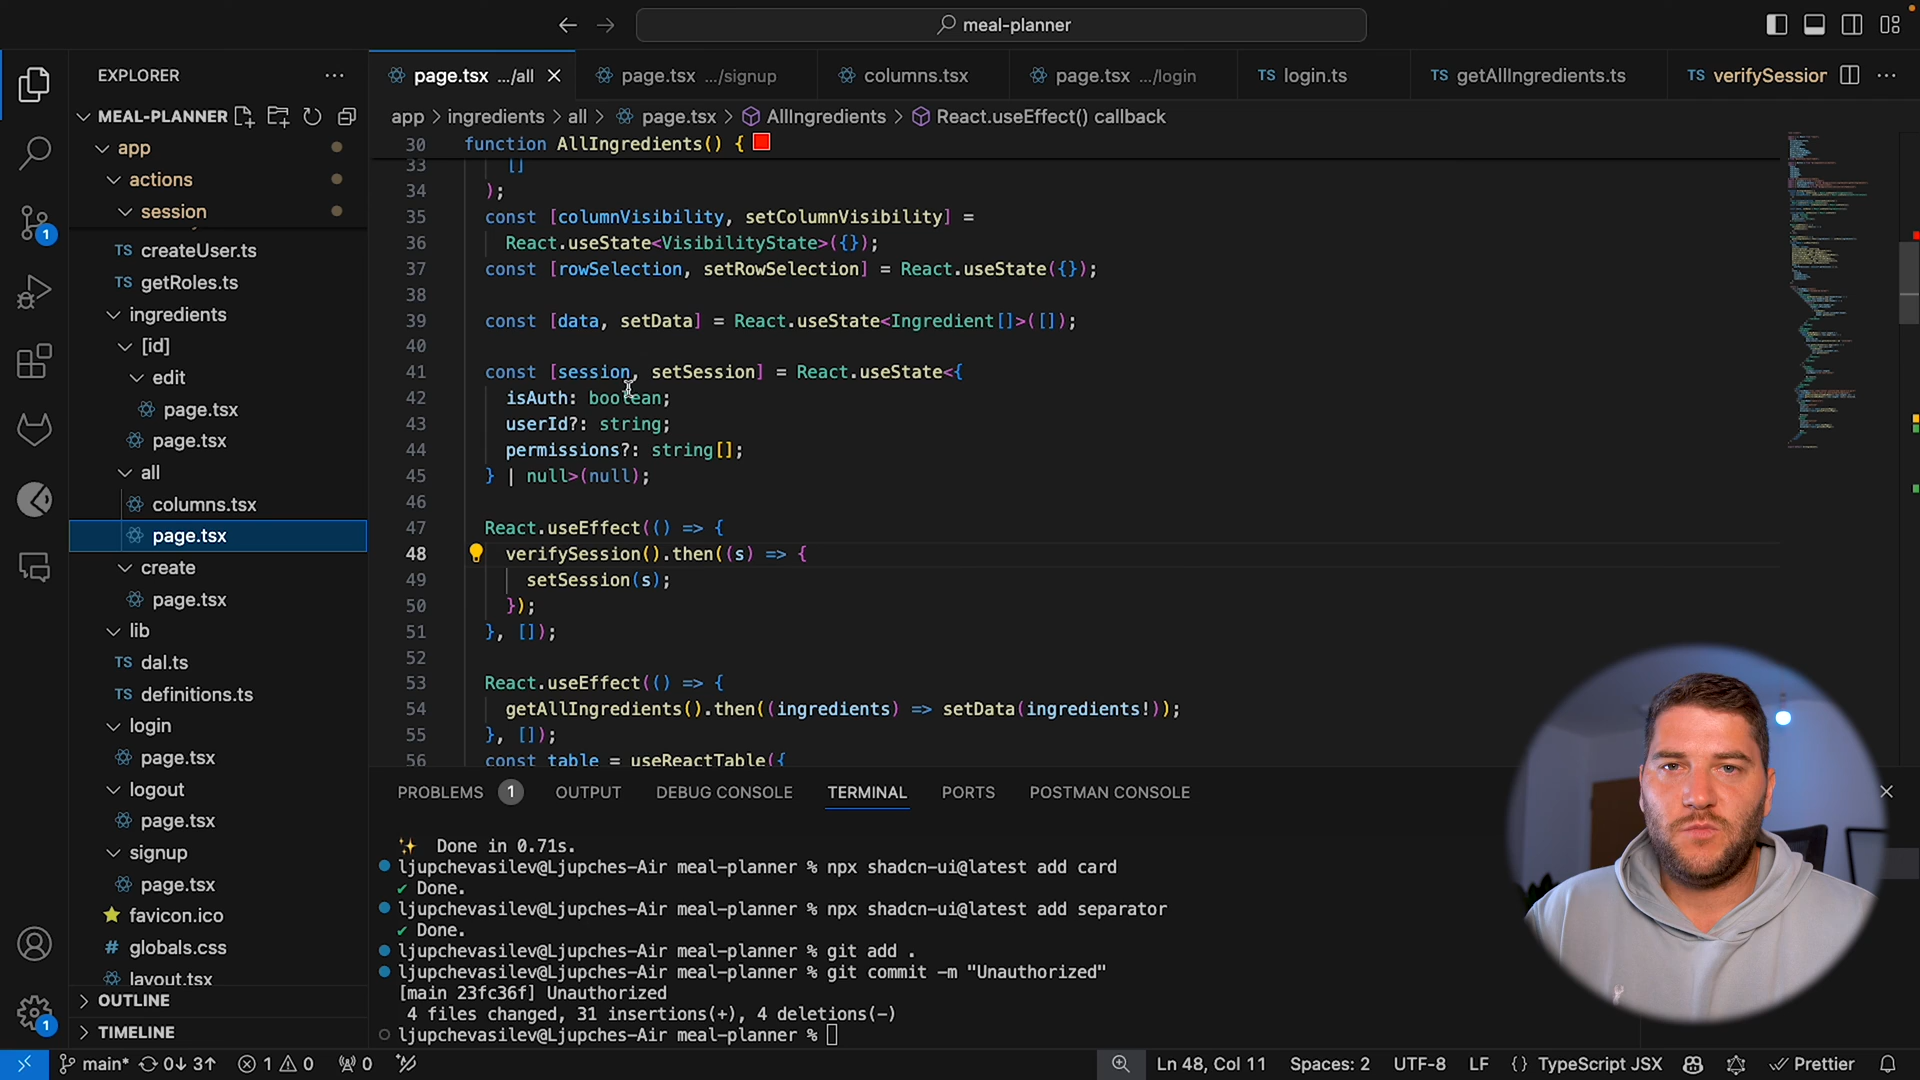 meal-planner
EXPLORER
page.tsx .../all
page.tsx .../signup
columns.tsx
page.tsx .../login
TS login.ts
TS getAllIngredients.ts
TS verifySession
MEAL-PLANNER
app > ingredients > all > page.tsx > AllIngredients > React.useEffect() callback
app
actions
session
TS createUser.ts
TS getRoles.ts
ingredients
[id]
edit
page.tsx
page.tsx
all
columns.tsx
page.tsx
create
page.tsx
lib
TS dal.ts
TS definitions.ts
login
page.tsx
logout
page.tsx
signup
page.tsx
favicon.ico
# globals.css
layout.tsx
OUTLINE
TIMELINE
1
1
30 function AllIngredients() {
33 []
34 );
35 const [columnVisibility, setColumnVisibility] =
36 React.useState<VisibilityState>({});
37 const [rowSelection, setRowSelection] = React.useState({});
38
39 const [data, setData] = React.useState<Ingredient[]>([]);
40
41 const [session, setSession] = React.useState<{
42 isAuth: boolean;
43 userId?: string;
44 permissions?: string[];
45 } | null>(null);
46
47 React.useEffect(() => {
48 verifySession().then((s) => {
49 setSession(s);
50 });
51 }, []);
52
53 React.useEffect(() => {
54 getAllIngredients().then((ingredients) => setData(ingredients!));
55 }, []);
56 const table = useReactTable({
PROBLEMS 1 OUTPUT DEBUG CONSOLE TERMINAL PORTS POSTMAN CONSOLE
✨ Done in 0.71s.
ljupchevasilev@Ljupches-Air meal-planner % npx shadcn-ui@latest add card
✔ Done.
ljupchevasilev@Ljupches-Air meal-planner % npx shadcn-ui@latest add separator
✔ Done.
ljupchevasilev@Ljupches-Air meal-planner % git add .
ljupchevasilev@Ljupches-Air meal-planner % git commit -m "Unauthorized"
[main 23fc36f] Unauthorized
4 files changed, 31 insertions(+), 4 deletions(-)
ljupchevasilev@Ljupches-Air meal-planner %
main* 0↓ 3↑ 1 0 0
Ln 48, Col 11 Spaces: 2 UTF-8 LF {} TypeScript JSX Prettier